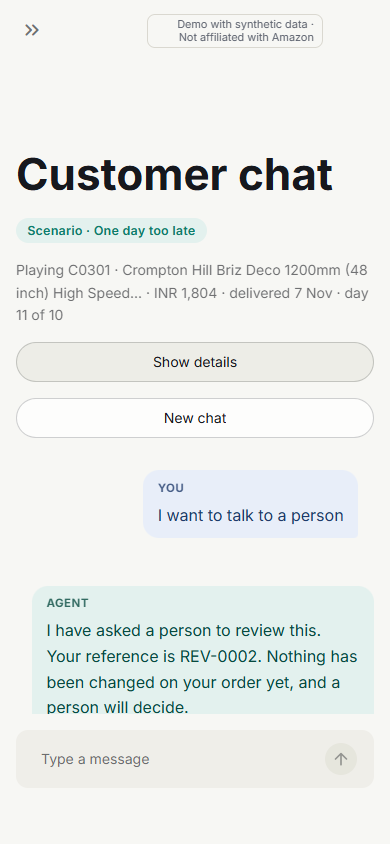 Demo with synthetic data ·
Not affiliated with Amazon
Customer chat
Scenario · One day too late
Playing C0301 · Crompton Hill Briz Deco 1200mm (48
inch) High Speed... · INR 1,804 · delivered 7 Nov · day
11 of 10
Show details
New chat
YOU
I want to talk to a person
AGENT
I have asked a person to review this.
Your reference is REV-0002. Nothing has
been changed on your order yet, and a
person will decide.
Type a message